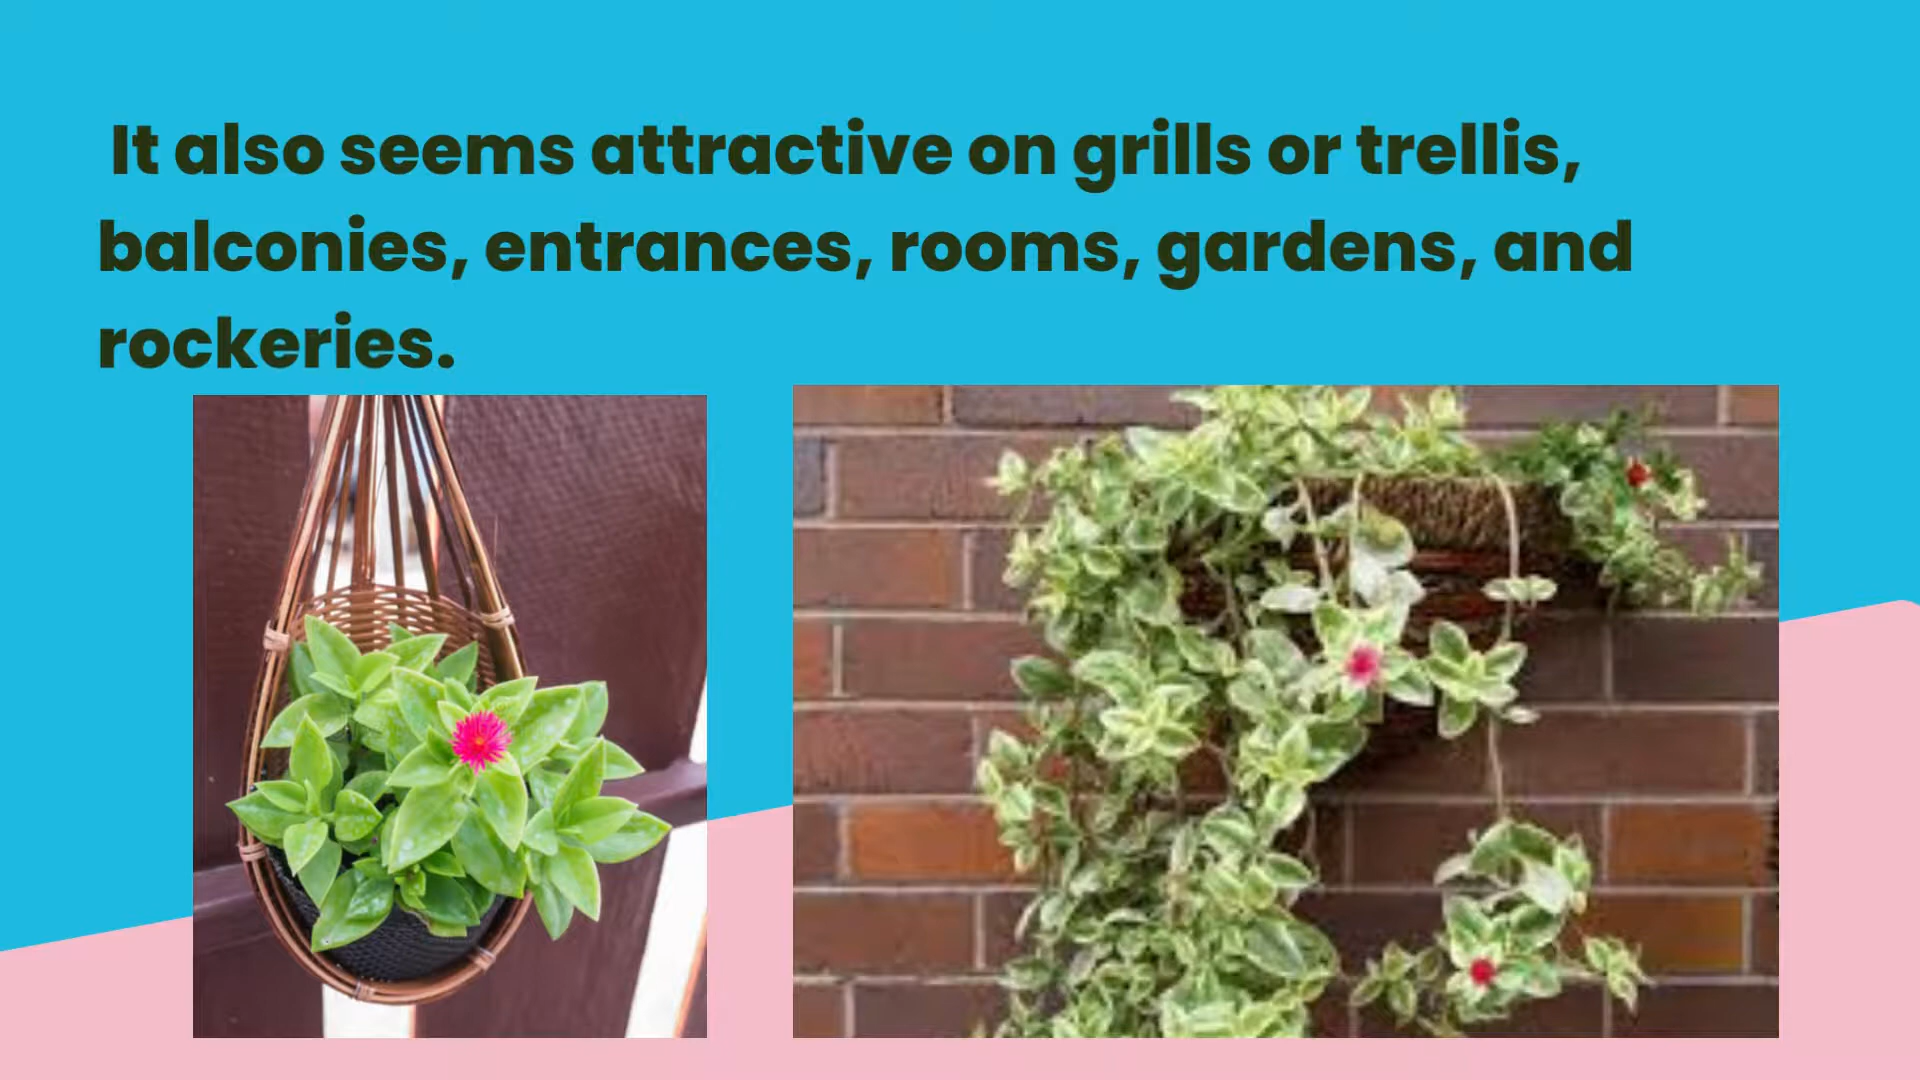 It also seems attractive on grills or trellis,
balconies, entrances, rooms, gardens, and
rockeries.